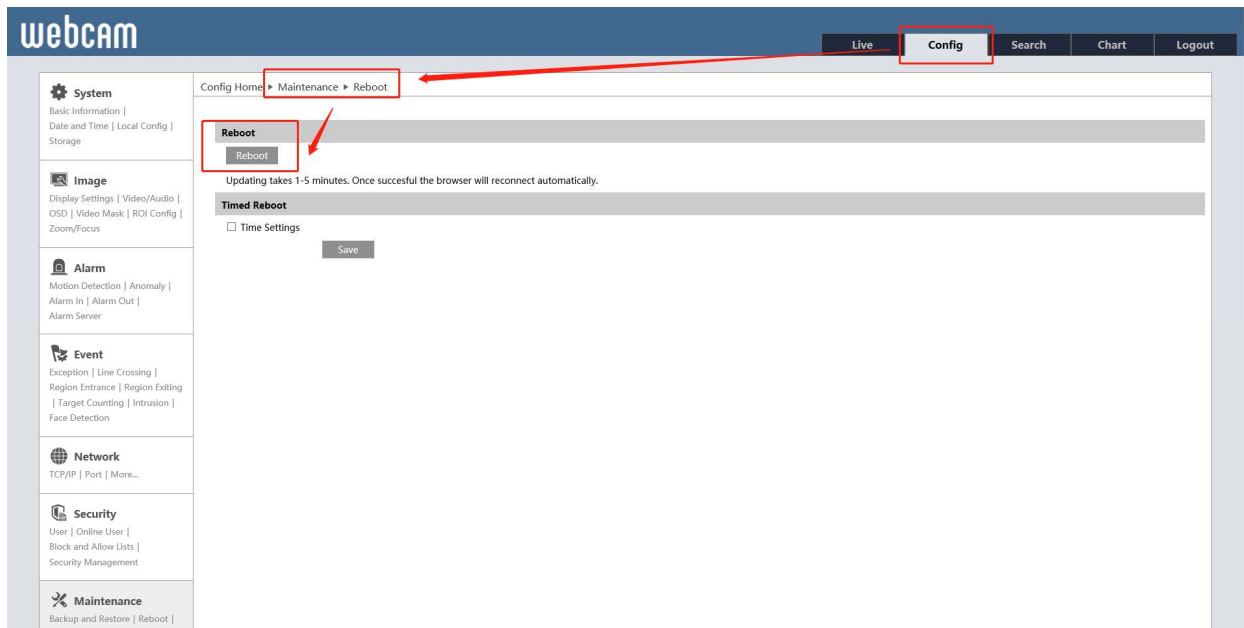 webcam
Live Config Search Chart Logout
Config Home ▸ Maintenance ▸ Reboot
System
Basic Information |
Date and Time | Local Config |
Storage
Image
Display Settings | Video/Audio |
OSD | Video Mask | ROI Config |
Zoom/Focus
Alarm
Motion Detection | Anomaly |
Alarm In | Alarm Out |
Alarm Server
Event
Exception | Line Crossing |
Region Entrance | Region Exiting
| Target Counting | Intrusion |
Face Detection
Network
TCP/IP | Port | More...
Security
User | Online User |
Block and Allow Lists |
Security Management
Maintenance
Backup and Restore | Reboot |
Reboot
Reboot
Updating takes 1-5 minutes. Once succesful the browser will reconnect automatically.
Timed Reboot
Time Settings
Save